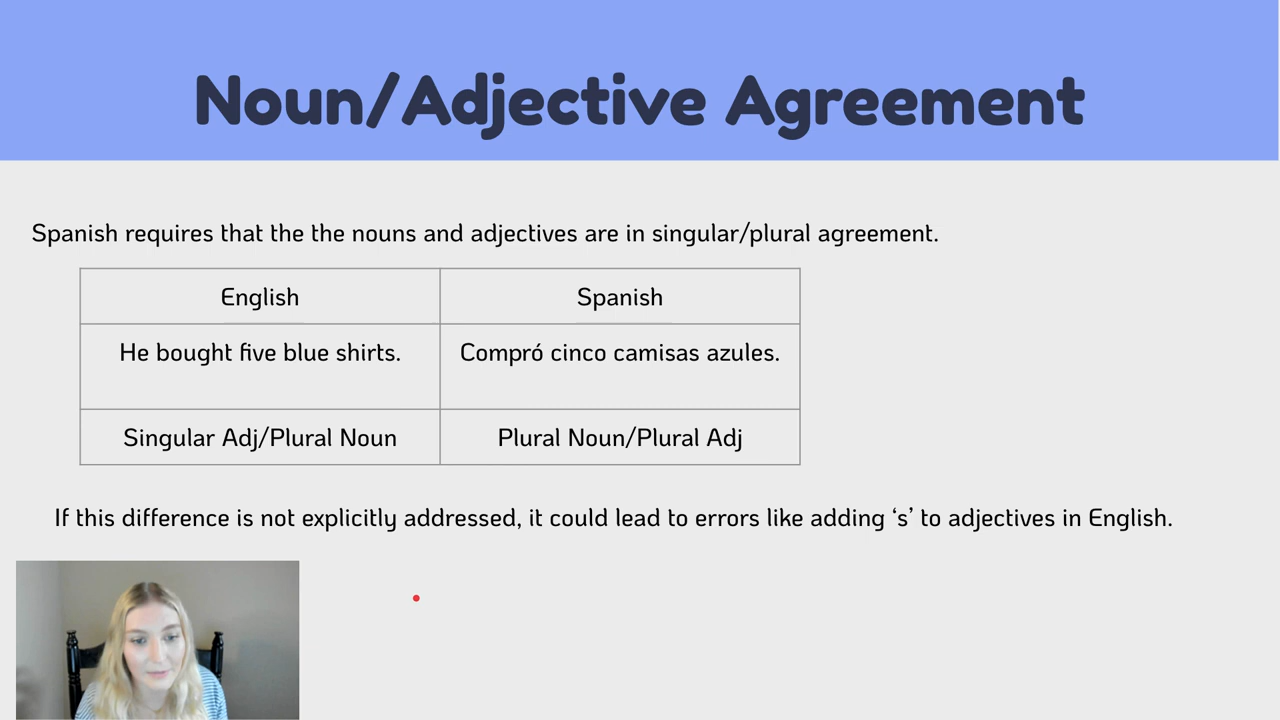 Noun/Adjective Agreement
Spanish requires that the the nouns and adjectives are in singular/plural agreement.
English
Spanish
He bought five blue shirts.
Compró cinco camisas azules.
Singular Adj/Plural Noun
Plural Noun/Plural Adj
If this difference is not explicitly addressed, it could lead to errors like adding ‘s’ to adjectives in English.